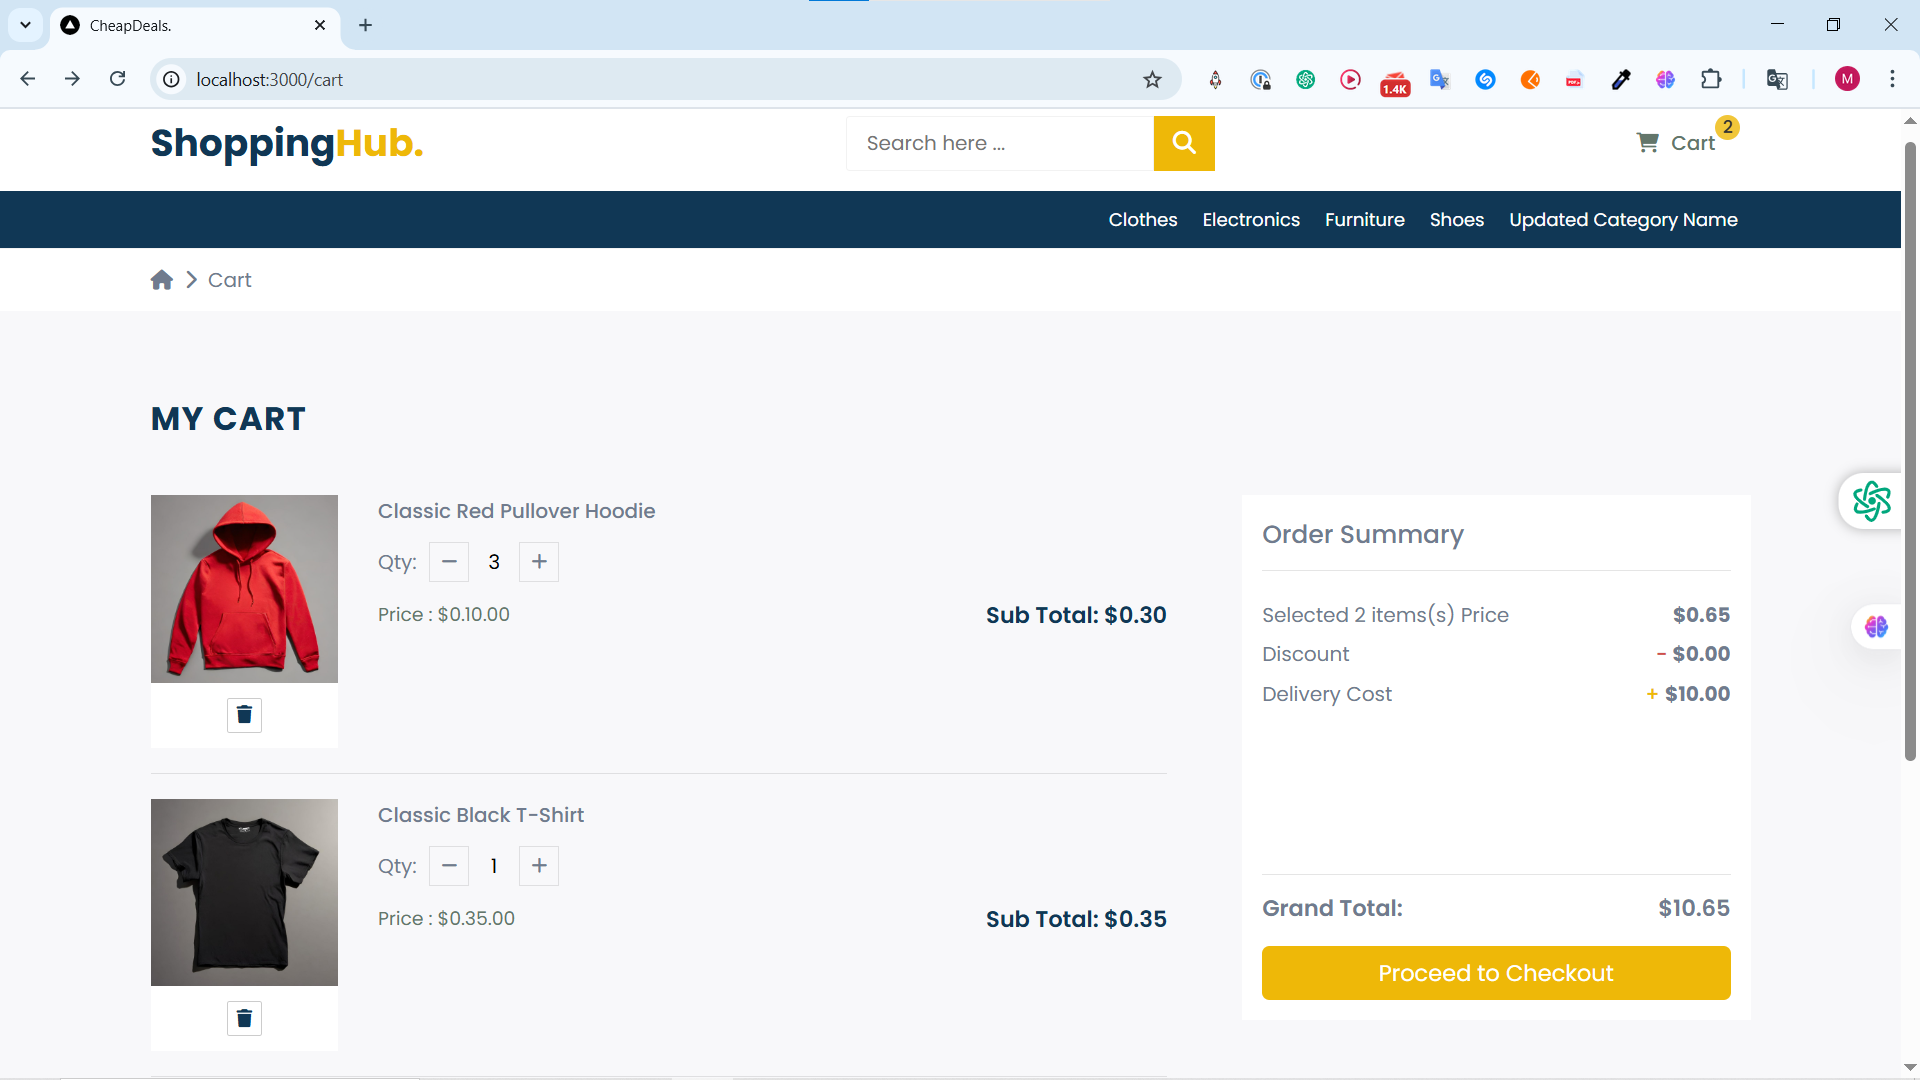 CheapDeals.
localhost:3000/cart
1.4K
M
ShoppingHub.
Search here ...
Cart
2
Clothes Electronics Furniture Shoes Updated Category Name
Cart
MY CART
Classic Red Pullover Hoodie
Qty: − 3 +
Price : $0.10.00
Sub Total: $0.30
Classic Black T-Shirt
Qty: − 1 +
Price : $0.35.00
Sub Total: $0.35
Order Summary
Selected 2 items(s) Price $0.65
Discount - $0.00
Delivery Cost + $10.00
Grand Total: $10.65
Proceed to Checkout